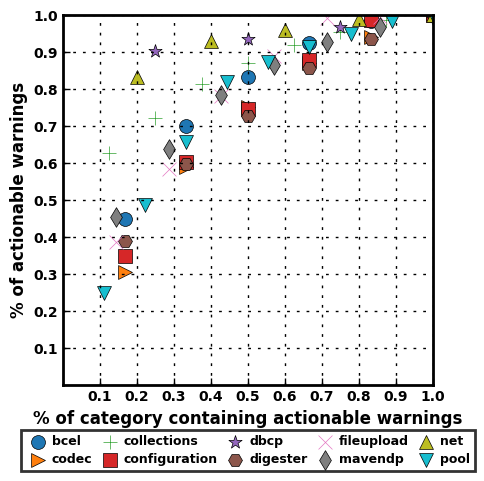 % of actionable warnings
1.0
0.9
0.8
0.7
0.6
0.5
0.4
0.3
0.2
0.1
0.1 0.2 0.3 0.4 0.5 0.6 0.7 0.8 0.9 1.0
% of category containing actionable warnings
bcel collections dbcp fileupload net
codec configuration digester mavendp pool